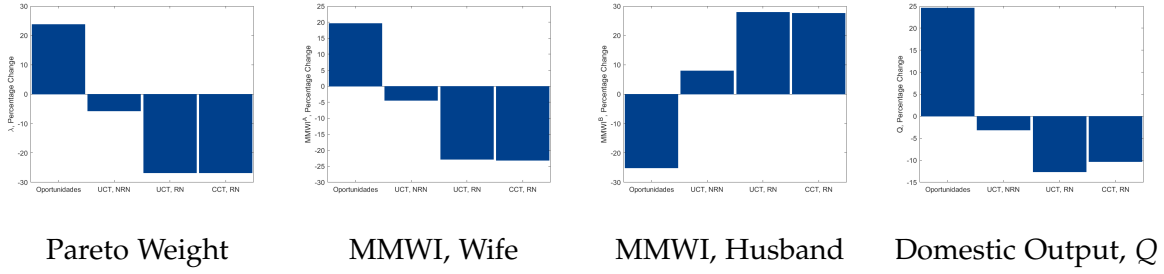 30
20
10
0
-10
-20
-30
λ, Percentage Change
Oportunidades UCT, NRN UCT, RN CCT, RN
Pareto Weight
25
20
15
10
5
0
-5
-10
-15
-20
-25
-30
MMWI^A, Percentage Change
Oportunidades UCT, NRN UCT, RN CCT, RN
MMWI, Wife
30
20
10
0
-10
-20
-30
MMWI^B, Percentage Change
Oportunidades UCT, NRN UCT, RN CCT, RN
MMWI, Husband
25
20
15
10
5
0
-5
-10
-15
Q, Percentage Change
Oportunidades UCT, NRN UCT, RN CCT, RN
Domestic Output, Q